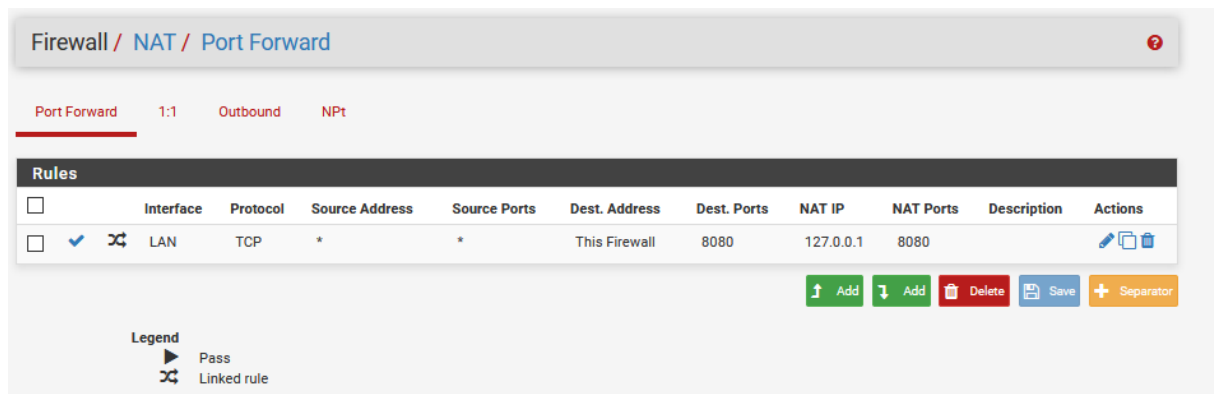 Firewall / NAT / Port Forward
Port Forward 1:1 Outbound NPt
Rules
Interface Protocol Source Address Source Ports Dest. Address Dest. Ports NAT IP NAT Ports Description Actions
LAN TCP * * This Firewall 8080 127.0.0.1 8080
Add Add Delete Save Separator
Legend
Pass
Linked rule